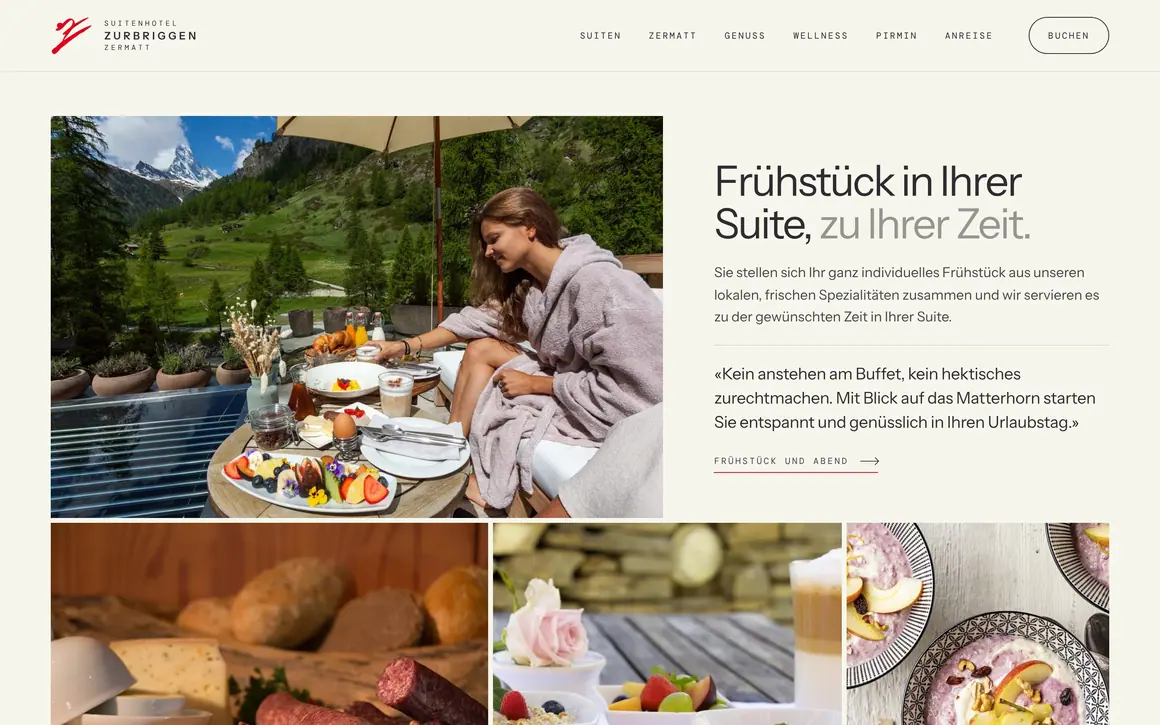 SUITENHOTEL
ZURBRIGGEN
ZERMATT
SUITEN
ZERMATT
GENUSS
WELLNESS
PIRMIN
ANREISE
BUCHEN
Frühstück in Ihrer
Suite, zu Ihrer Zeit.
Sie stellen sich Ihr ganz individuelles Frühstück aus unseren
lokalen, frischen Spezialitäten zusammen und wir servieren es
zu der gewünschten Zeit in Ihrer Suite.
«Kein anstehen am Buffet, kein hektisches
zurechtmachen. Mit Blick auf das Matterhorn starten
Sie entspannt und genüsslich in Ihren Urlaubstag.»
FRÜHSTÜCK UND ABEND